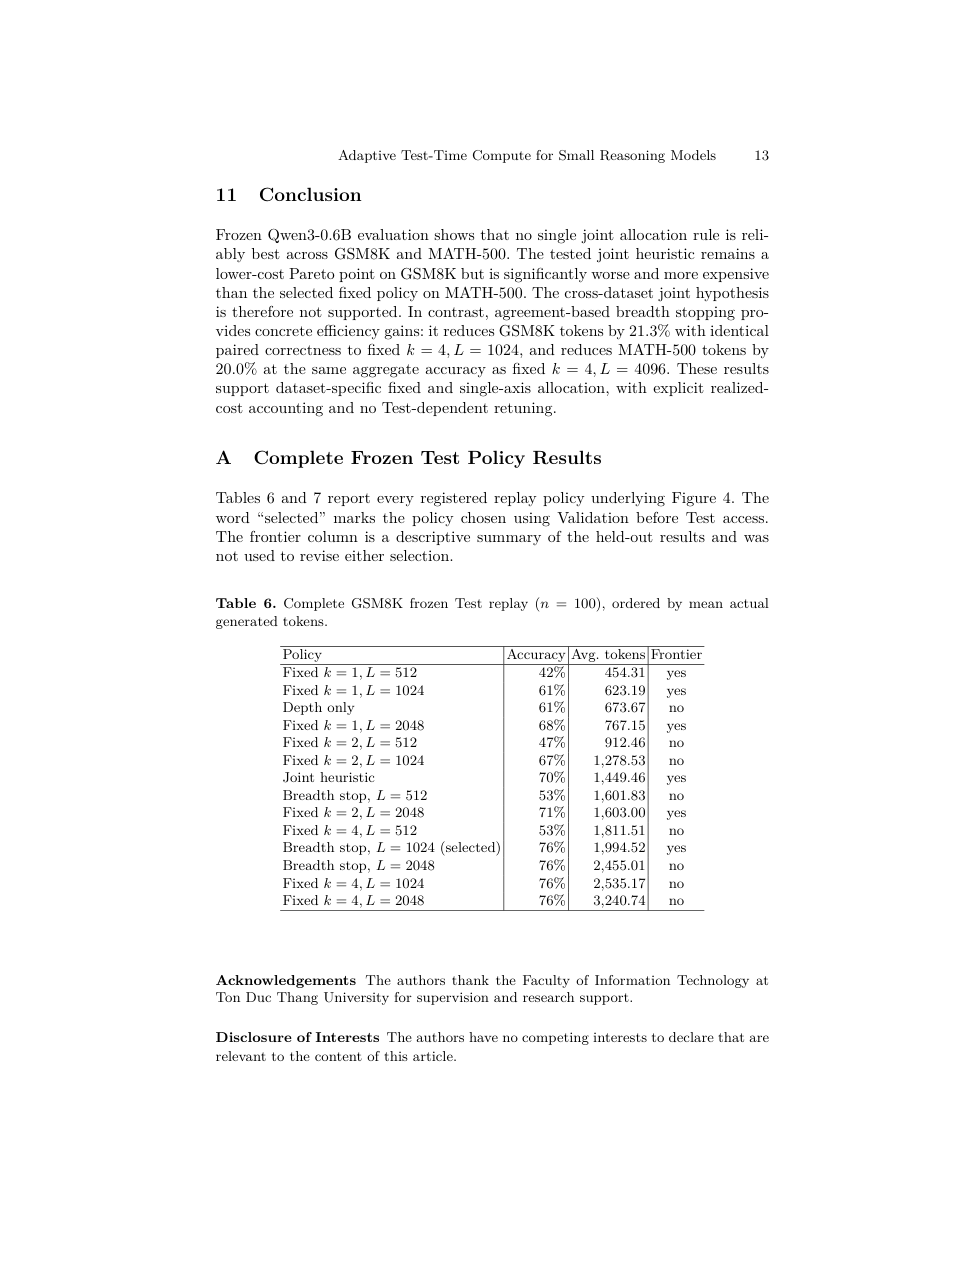 Adaptive Test-Time Compute for Small Reasoning Models 13
11 Conclusion
Frozen Qwen3-0.6B evaluation shows that no single joint allocation rule is reli-
ably best across GSM8K and MATH-500. The tested joint heuristic remains a
lower-cost Pareto point on GSM8K but is significantly worse and more expensive
than the selected fixed policy on MATH-500. The cross-dataset joint hypothesis
is therefore not supported. In contrast, agreement-based breadth stopping pro-
vides concrete efficiency gains: it reduces GSM8K tokens by 21.3% with identical
paired correctness to fixed k = 4, L = 1024, and reduces MATH-500 tokens by
20.0% at the same aggregate accuracy as fixed k = 4, L = 4096. These results
support dataset-specific fixed and single-axis allocation, with explicit realized-
cost accounting and no Test-dependent retuning.
A Complete Frozen Test Policy Results
Tables 6 and 7 report every registered replay policy underlying Figure 4. The
word “selected” marks the policy chosen using Validation before Test access.
The frontier column is a descriptive summary of the held-out results and was
not used to revise either selection.
Table 6. Complete GSM8K frozen Test replay (n = 100), ordered by mean actual
generated tokens.
Policy Accuracy Avg. tokens Frontier
Fixed k = 1, L = 512 42% 454.31 yes
Fixed k = 1, L = 1024 61% 623.19 yes
Depth only 61% 673.67 no
Fixed k = 1, L = 2048 68% 767.15 yes
Fixed k = 2, L = 512 47% 912.46 no
Fixed k = 2, L = 1024 67% 1,278.53 no
Joint heuristic 70% 1,449.46 yes
Breadth stop, L = 512 53% 1,601.83 no
Fixed k = 2, L = 2048 71% 1,603.00 yes
Fixed k = 4, L = 512 53% 1,811.51 no
Breadth stop, L = 1024 (selected) 76% 1,994.52 yes
Breadth stop, L = 2048 76% 2,455.01 no
Fixed k = 4, L = 1024 76% 2,535.17 no
Fixed k = 4, L = 2048 76% 3,240.74 no
Acknowledgements The authors thank the Faculty of Information Technology at
Ton Duc Thang University for supervision and research support.
Disclosure of Interests The authors have no competing interests to declare that are
relevant to the content of this article.